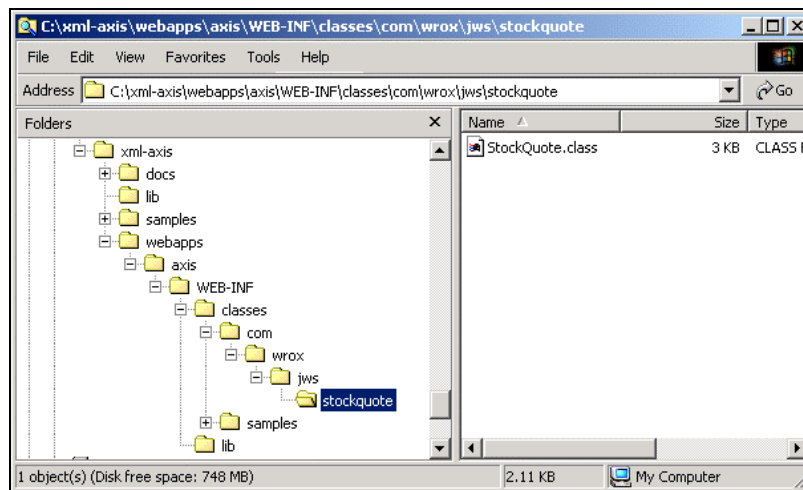 C:\xml-axis\webapps\axis\WEB-INF\classes\com\wrox\jws\stockquote
File Edit View Favorites Tools Help
Address C:\xml-axis\webapps\axis\WEB-INF\classes\com\wrox\jws\stockquote Go
Folders
xml-axis
docs
lib
samples
webapps
axis
WEB-INF
classes
com
wrox
jws
stockquote
samples
lib
Name Size Type
StockQuote.class 3 KB CLASS F
1 object(s) (Disk free space: 748 MB) 2.11 KB My Computer